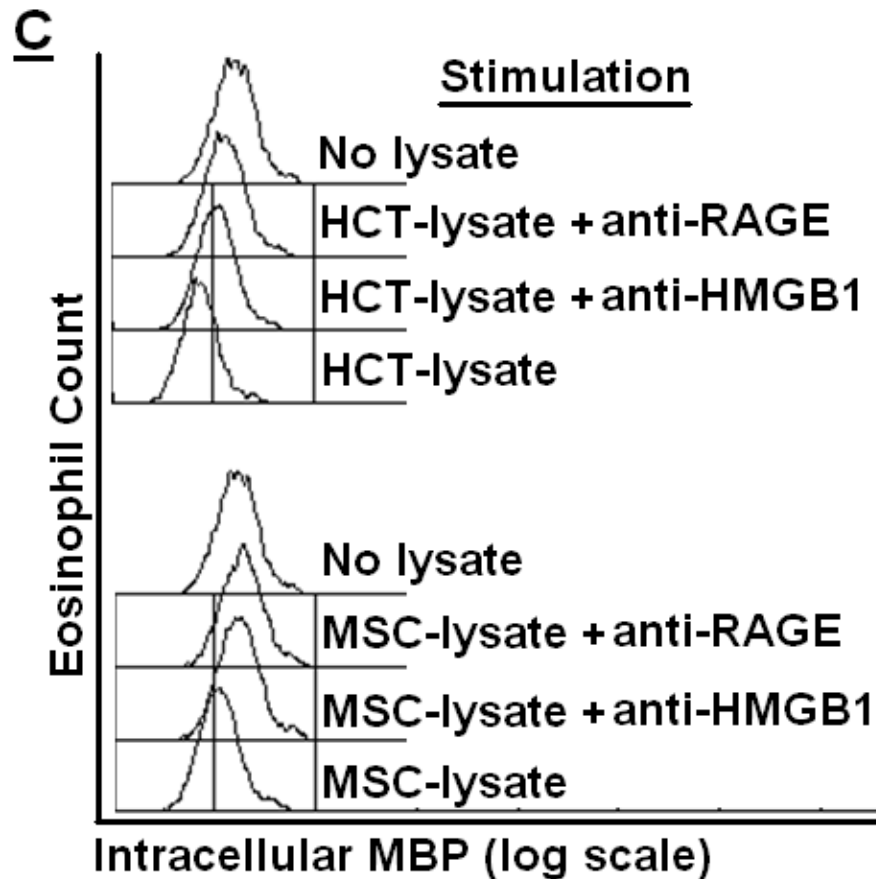 C
Stimulation
No lysate
HCT-lysate + anti-RAGE
HCT-lysate + anti-HMGB1
HCT-lysate
No lysate
MSC-lysate + anti-RAGE
MSC-lysate + anti-HMGB1
MSC-lysate
Eosinophil Count
Intracellular MBP (log scale)